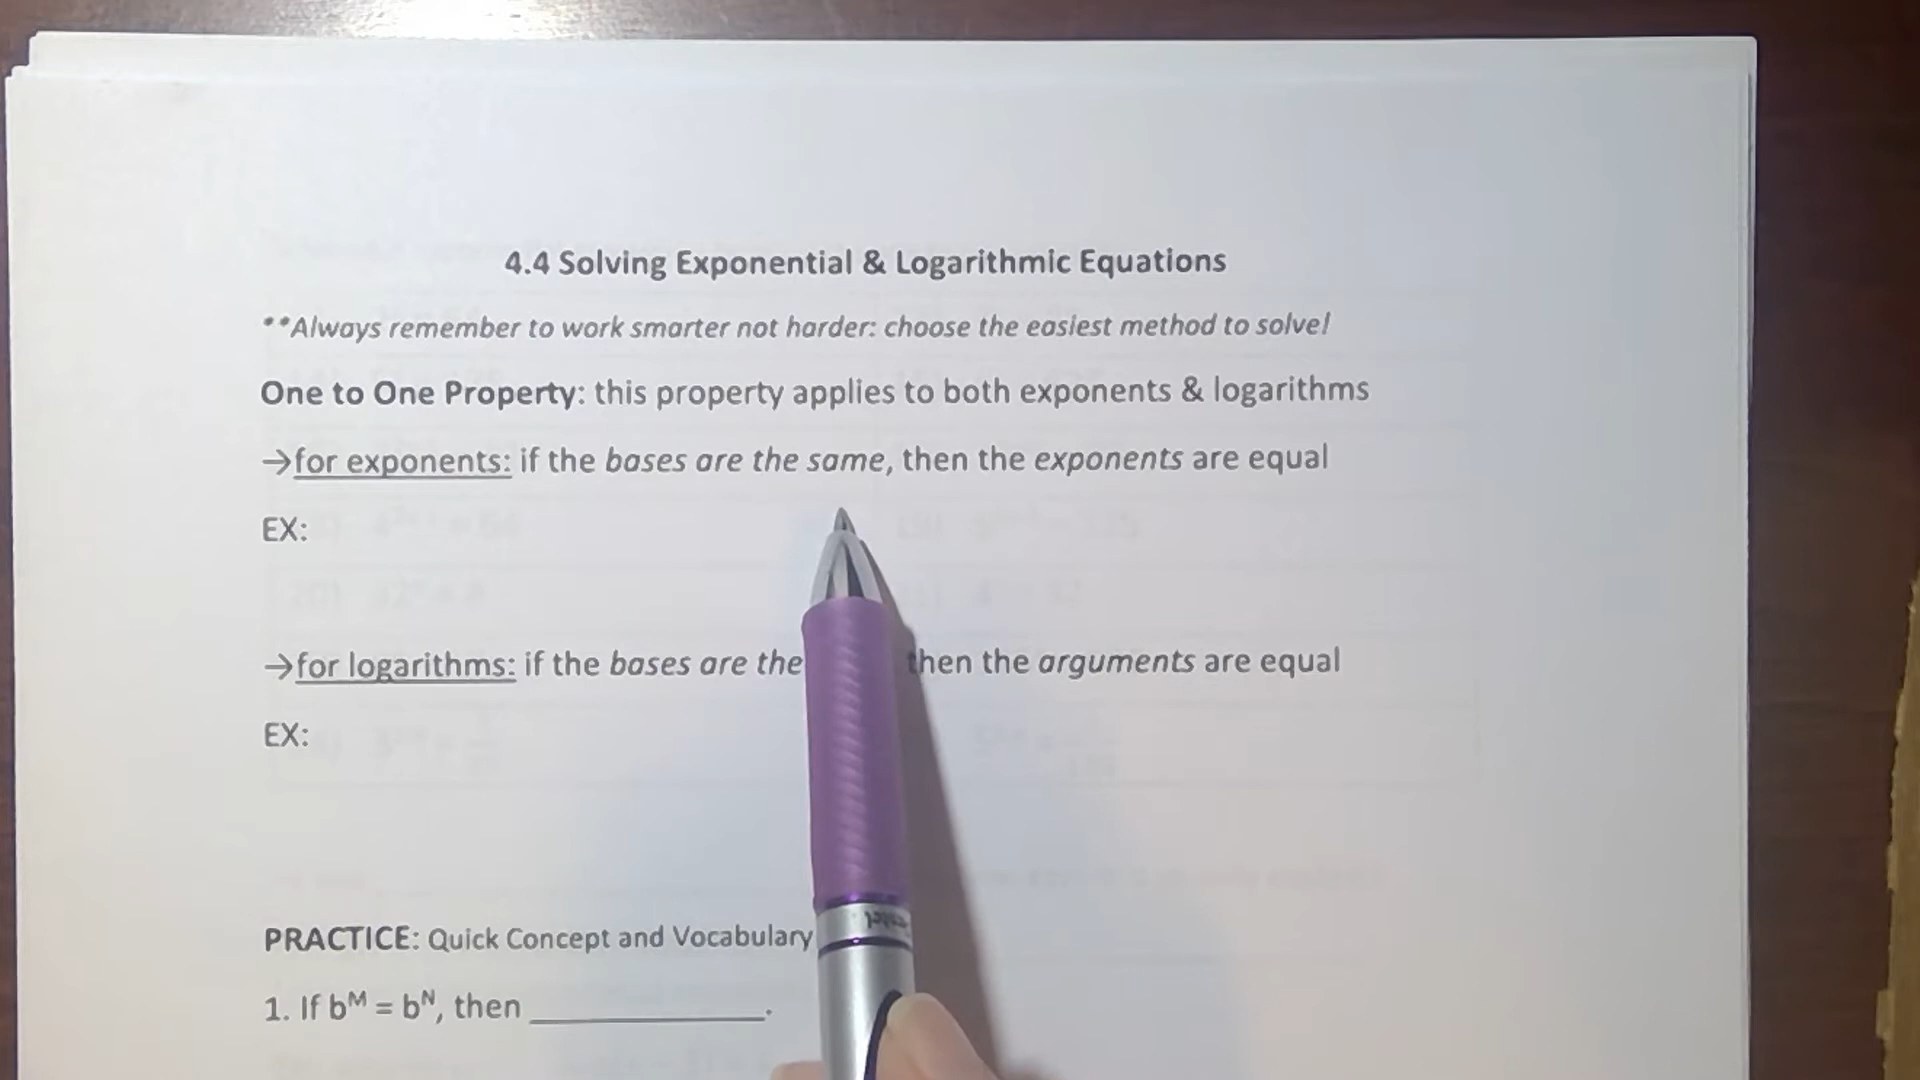 4.4 Solving Exponential & Logarithmic Equations
**Always remember to work smarter not harder: choose the easiest method to solve!
One to One Property: this property applies to both exponents & logarithms
→for exponents: if the bases are the same, then the exponents are equal
EX:
→for logarithms: if the bases are the then the arguments are equal
EX:
PRACTICE: Quick Concept and Vocabulary
1. If bᴹ = bᴺ, then ______________.